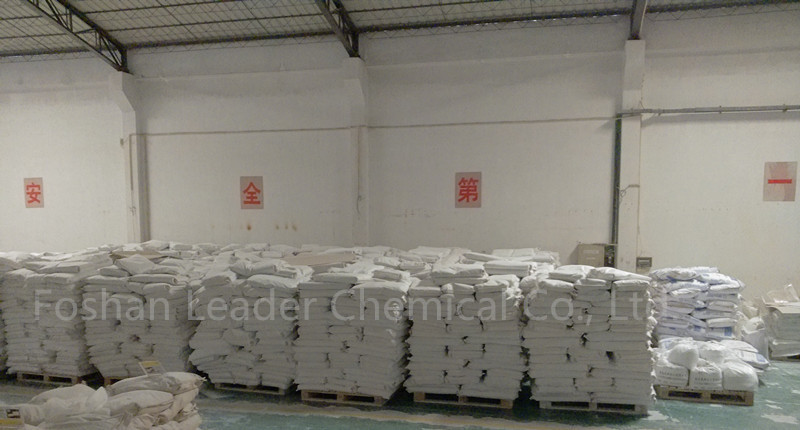 安 全 第 一
Foshan Leader Chemical Co., Ltd